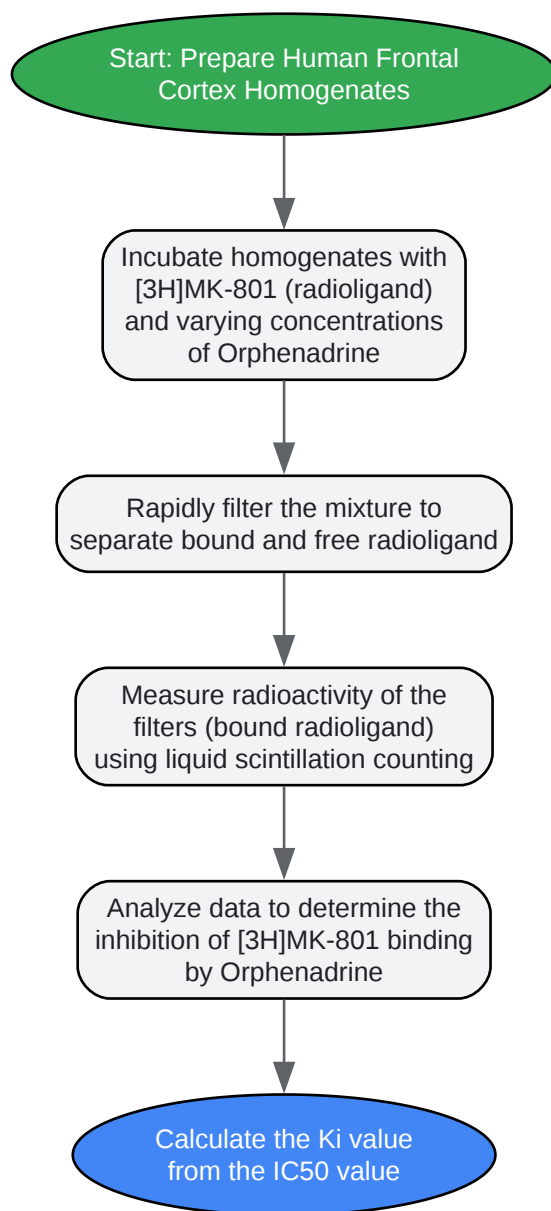 Start: Prepare Human Frontal
Cortex Homogenates
Incubate homogenates with
[3H]MK-801 (radioligand)
and varying concentrations
of Orphenadrine
Rapidly filter the mixture to
separate bound and free radioligand
Measure radioactivity of the
filters (bound radioligand)
using liquid scintillation counting
Analyze data to determine the
inhibition of [3H]MK-801 binding
by Orphenadrine
Calculate the Ki value
from the IC50 value